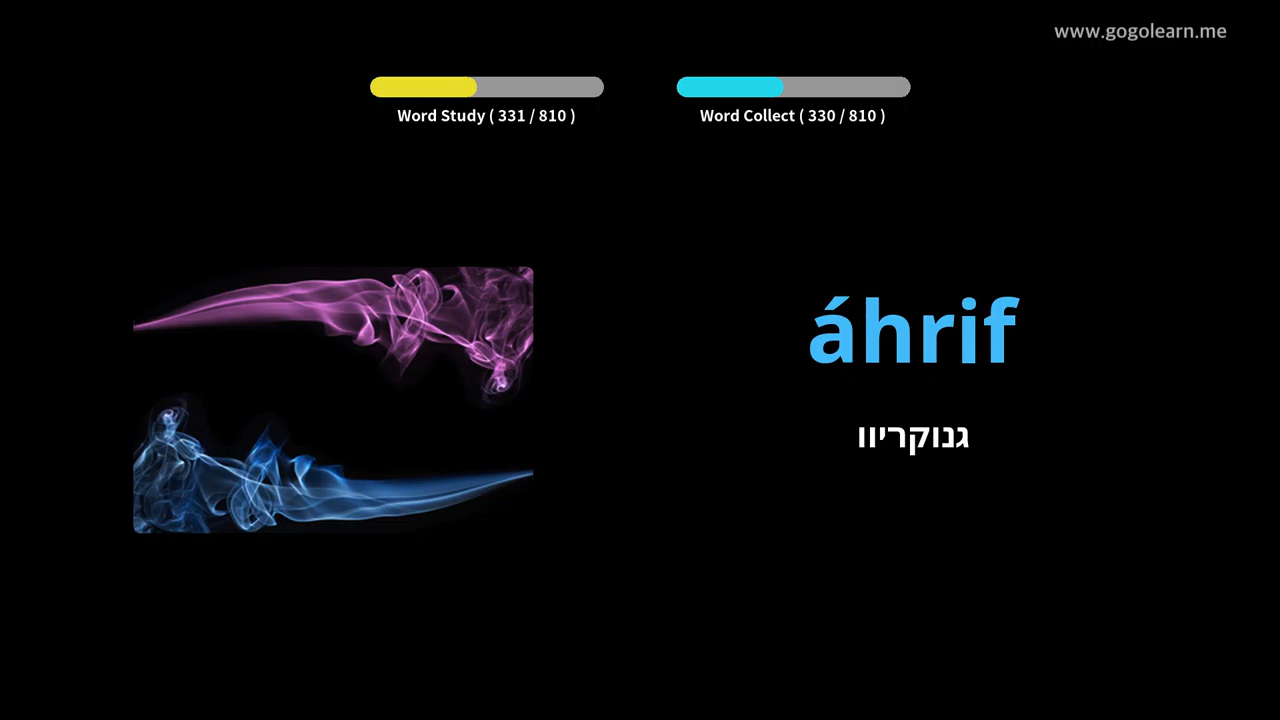 www.gogolearn.me
Word Study ( 331 / 810 )
Word Collect ( 330 / 810 )
áhrif
גנוקריוו